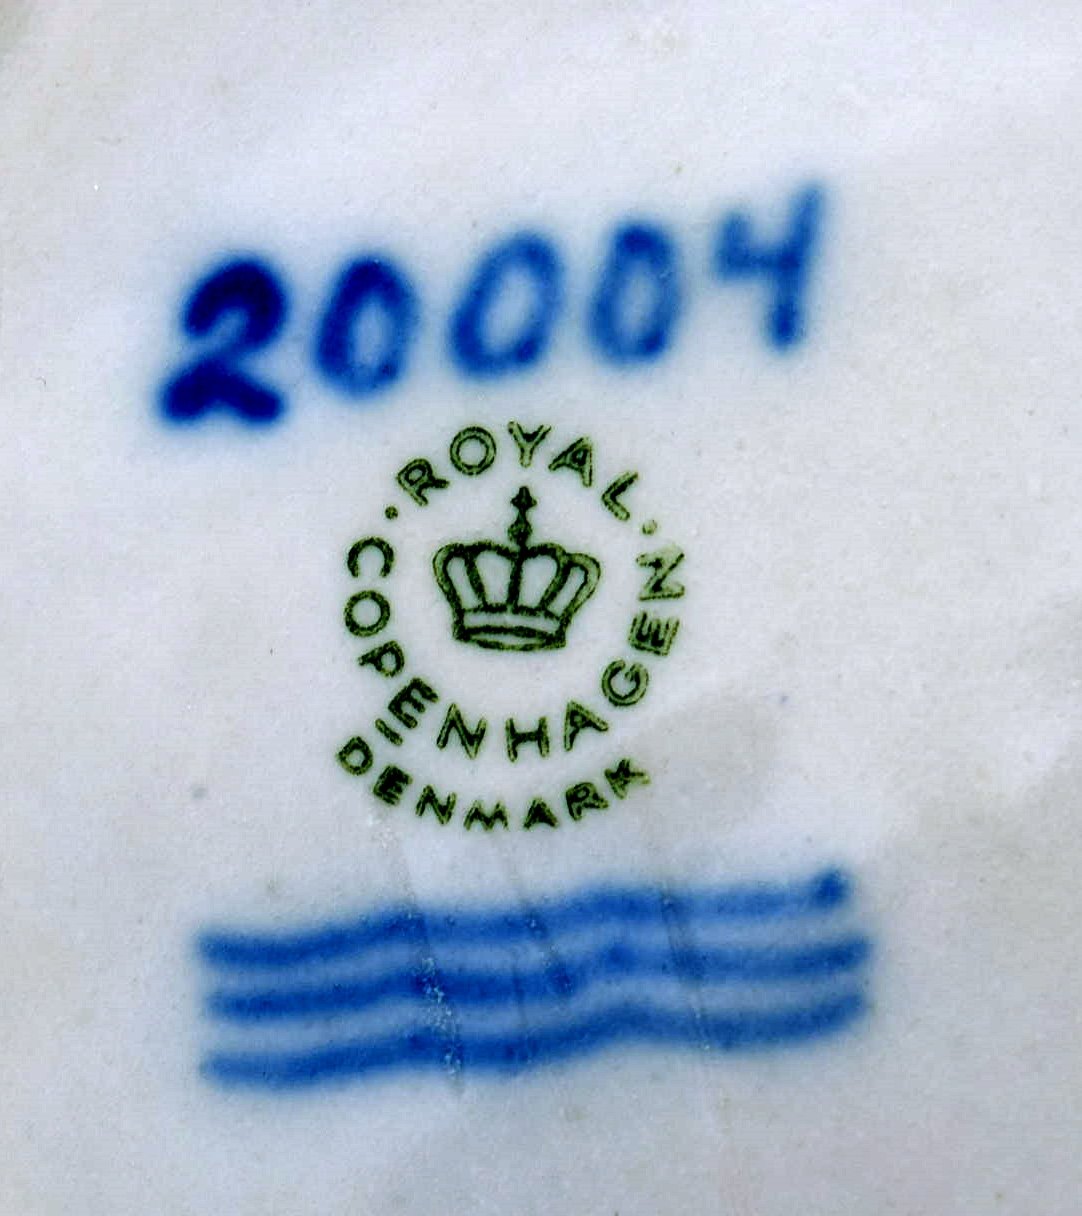 20004
ROYAL
COPENHAGEN
DENMARK